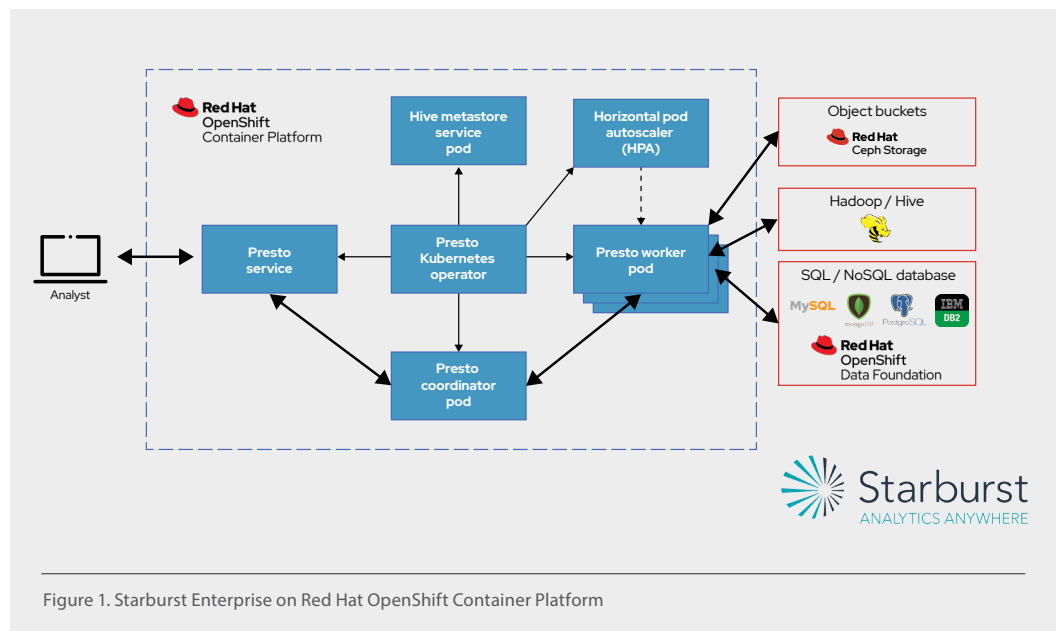 Red Hat
OpenShift
Container Platform
Hive metastore
service
pod
Horizontal pod
autoscaler
(HPA)
Object buckets
Red Hat
Ceph Storage
Hadoop / Hive
Analyst
Presto
service
Presto
Kubernetes
operator
Presto worker
pod
SQL / NoSQL database
MySQL
mongoDB
PostgreSQL
IBM
DB2
Red Hat
OpenShift
Data Foundation
Presto
coordinator
pod
Starburst
ANALYTICS ANYWHERE
Figure 1. Starburst Enterprise on Red Hat OpenShift Container Platform